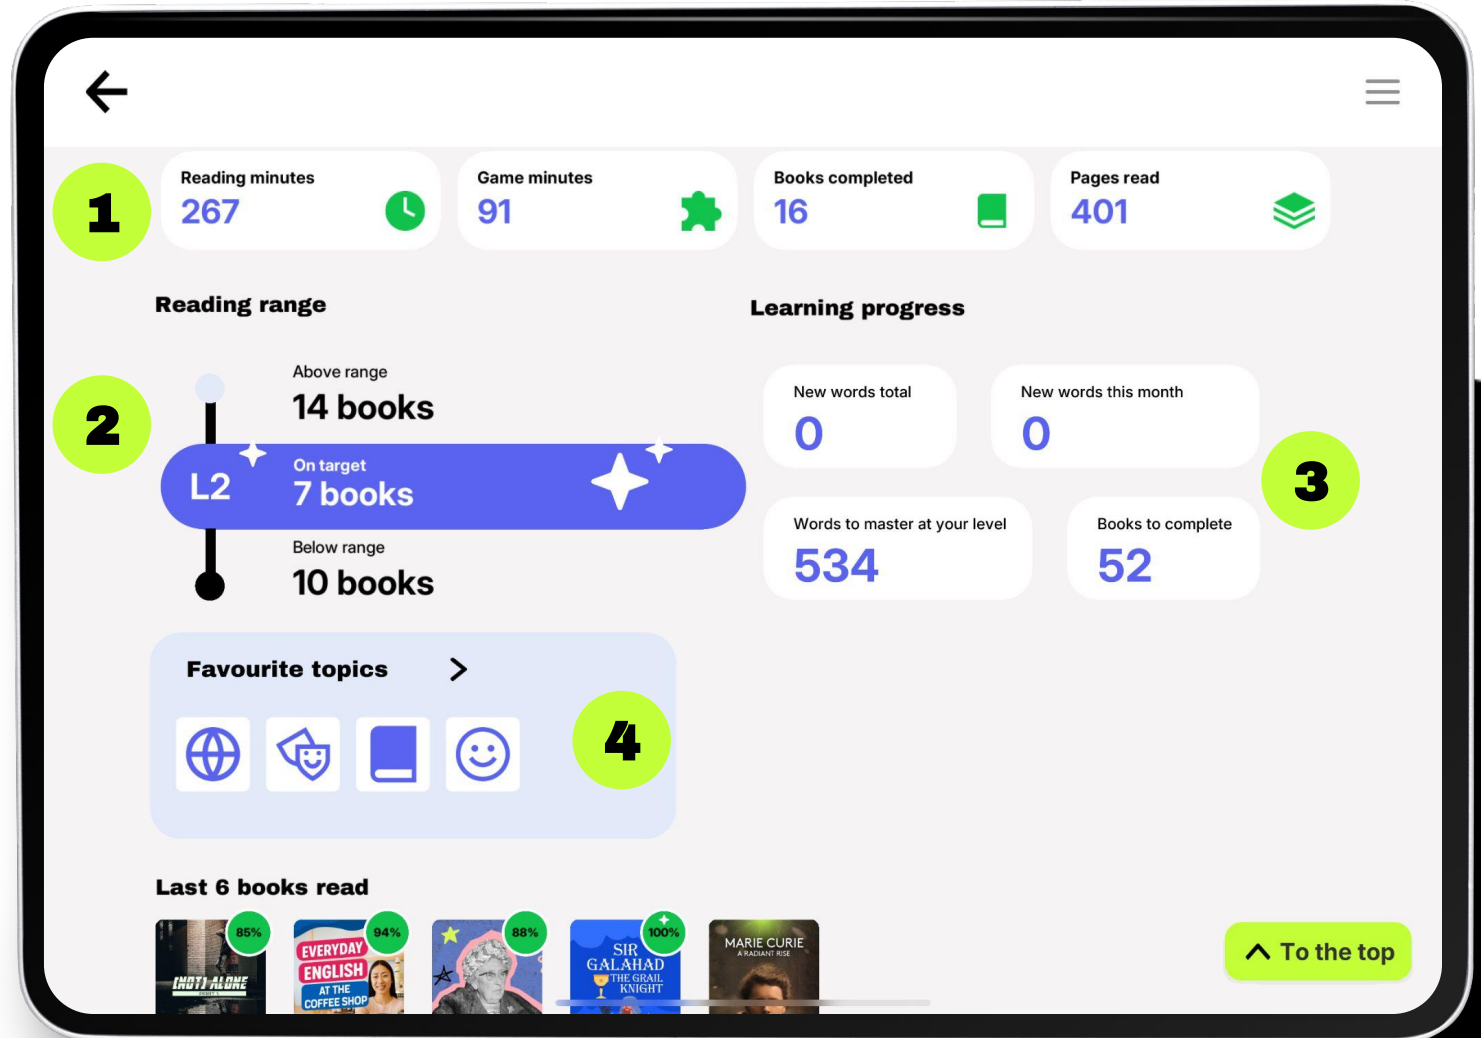 1
Reading minutes
267
Game minutes
91
Books completed
16
Pages read
401
Reading range
Learning progress
2
Above range
14 books
L2
On target
7 books
Below range
10 books
New words total
0
New words this month
0
3
Words to master at your level
534
Books to complete
52
Favourite topics
4
Last 6 books read
85%
[NOT] ALONE
94%
EVERYDAY
ENGLISH
AT THE
COFFEE SHOP
88%
100%
SIR
GALAHAD
THE GRAIL
KNIGHT
MARIE CURIE
A RADIANT RISE
To the top